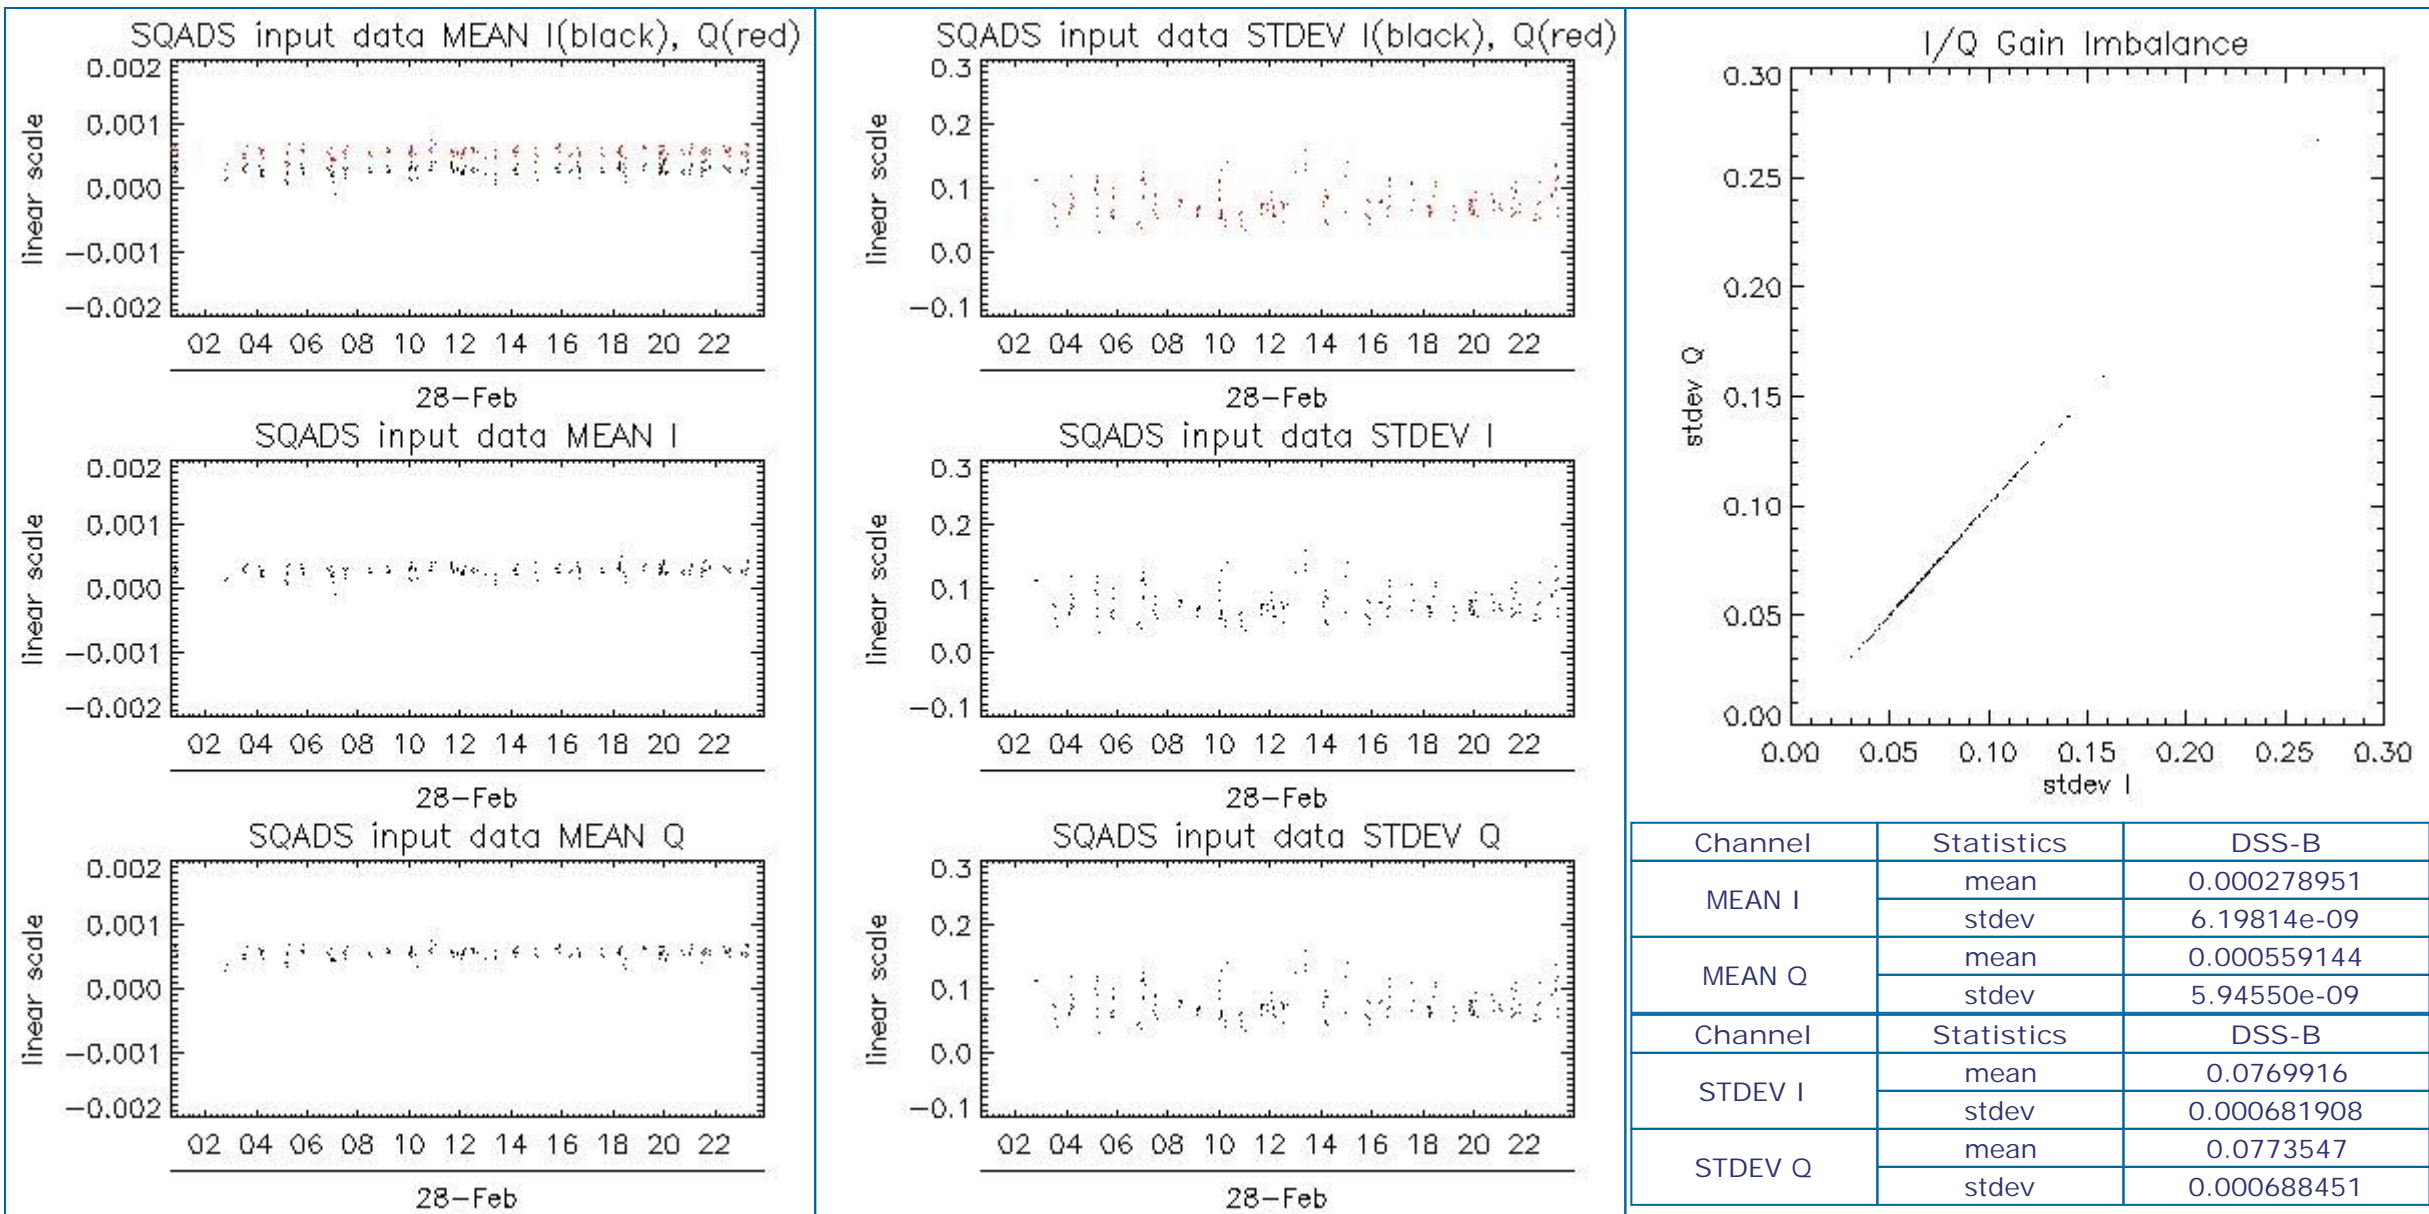 SQADS input data MEAN I(black), Q(red)
0.002
0.001
0.000
−0.001
−0.002
linear scale
02 04 06 08 10 12 14 16 18 20 22
28−Feb
SQADS input data MEAN I
0.002
0.001
0.000
−0.001
−0.002
linear scale
02 04 06 08 10 12 14 16 18 20 22
28−Feb
SQADS input data MEAN Q
0.002
0.001
0.000
−0.001
−0.002
linear scale
02 04 06 08 10 12 14 16 18 20 22
28−Feb
SQADS input data STDEV I(black), Q(red)
0.3
0.2
0.1
0.0
−0.1
linear scale
02 04 06 08 10 12 14 16 18 20 22
28−Feb
SQADS input data STDEV I
0.3
0.2
0.1
0.0
−0.1
linear scale
02 04 06 08 10 12 14 16 18 20 22
28−Feb
SQADS input data STDEV Q
0.3
0.2
0.1
0.0
−0.1
linear scale
02 04 06 08 10 12 14 16 18 20 22
28−Feb
I/Q Gain Imbalance
0.30
0.25
0.20
0.15
0.10
0.05
0.00
stdev Q
0.00 0.05 0.10 0.15 0.20 0.25 0.30
stdev I
Channel Statistics DSS-B
MEAN I mean 0.000278951
stdev 6.19814e-09
MEAN Q mean 0.000559144
stdev 5.94550e-09
Channel Statistics DSS-B
STDEV I mean 0.0769916
stdev 0.000681908
STDEV Q mean 0.0773547
stdev 0.000688451